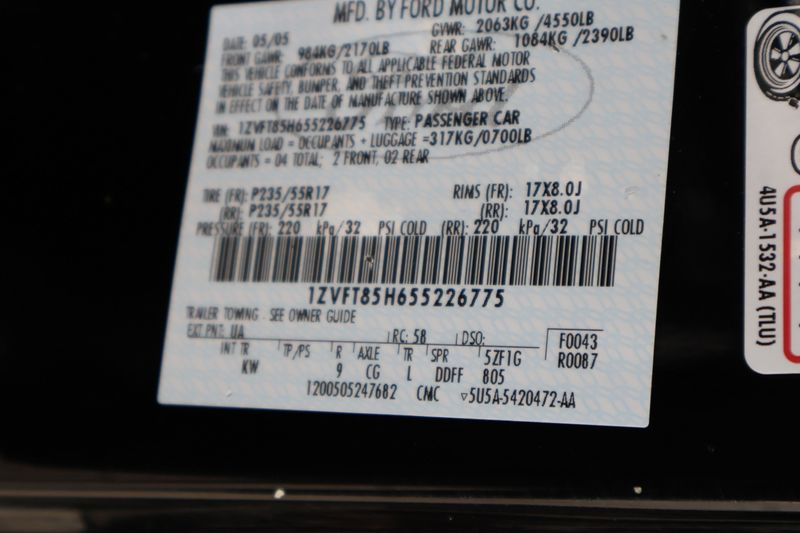 MFD. BY FORD MOTOR CO.
DATE: 05/05 GVWR: 2063KG /4550LB
FRONT GAWR: 984KG/2170LB REAR GAWR: 1084KG /2390LB
THIS VEHICLE CONFORMS TO ALL APPLICABLE FEDERAL MOTOR
VEHICLE SAFETY, BUMPER, AND THEFT PREVENTION STANDARDS
IN EFFECT ON THE DATE OF MANUFACTURE SHOWN ABOVE.
VIN: 1ZVFT85H655226775 TYPE: PASSENGER CAR
MAXIMUM LOAD = OCCUPANTS + LUGGAGE =317KG/0700LB
OCCUPANTS = 04 TOTAL; 2 FRONT, 02 REAR
TIRE (FR): P235/55R17 RIMS (FR): 17X8.0J
(RR): P235/55R17 (RR): 17X8.0J
PRESSURE (FR): 220 kPa/32 PSI COLD (RR): 220 kPa/32 PSI COLD
1ZVFT85H655226775
TRAILER TOWING - SEE OWNER GUIDE
EXT PNT: UA RC: 58 DSO: F0043
INT TR TP/PS R AXLE TR SPR 5ZF1G R0087
KW 9 CG L DDFF 805
1200505247682 CMC ▽5U5A-5420472-AA
4U5A-1532-AA (TLU)